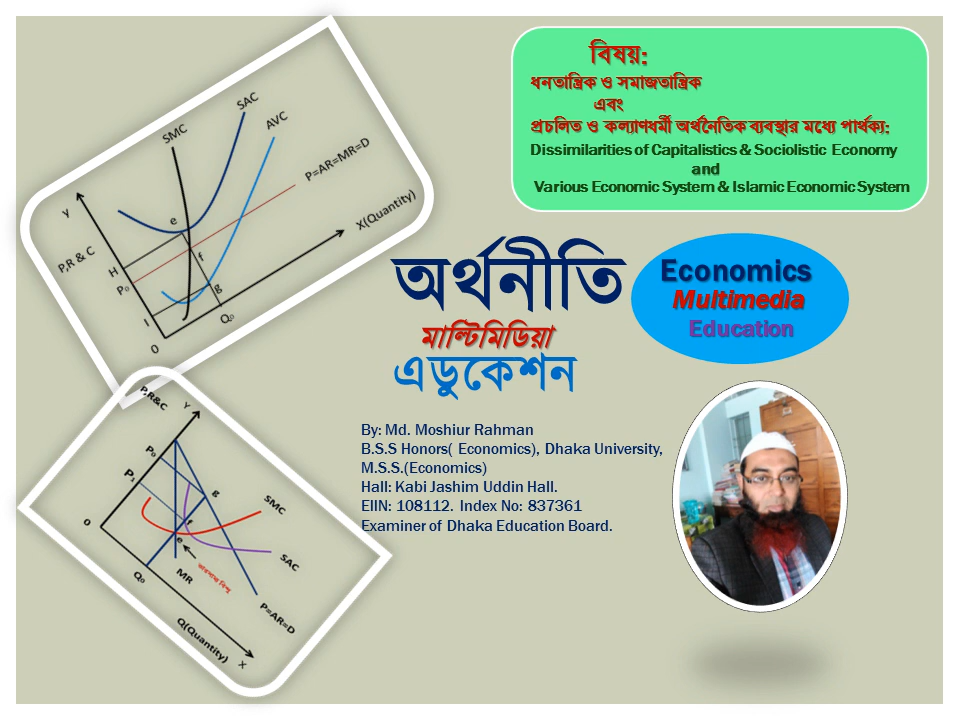 বিষয়:
ধনতান্ত্রিক ও সমাজতান্ত্রিক
এবং
প্রচলিত ও কল্যাণধর্মী অর্থনৈতিক ব্যবস্থার মধ্যে পার্থক্য:
Dissimilarities of Capitalistics & Sociolistic Economy
and
Various Economic System & Islamic Economic System
SAC
SMC
AVC
P=AR=MR=D
y
e
X(Quantity)
P,R & C
H
f
P₀
g
I
Q₀
0
অর্থনীতি
মাল্টিমিডিয়া
এডুকেশন
Economics
Multimedia
Education
P,R&C
Y
P₀
P₁
g
SMC
0
f
e
SAC
Q₀
MR
P=AR=D
Q(Quantity)
X
By: Md. Moshiur Rahman
B.S.S Honors( Economics), Dhaka University,
M.S.S.(Economics)
Hall: Kabi Jashim Uddin Hall.
EIIN: 108112. Index No: 837361
Examiner of Dhaka Education Board.